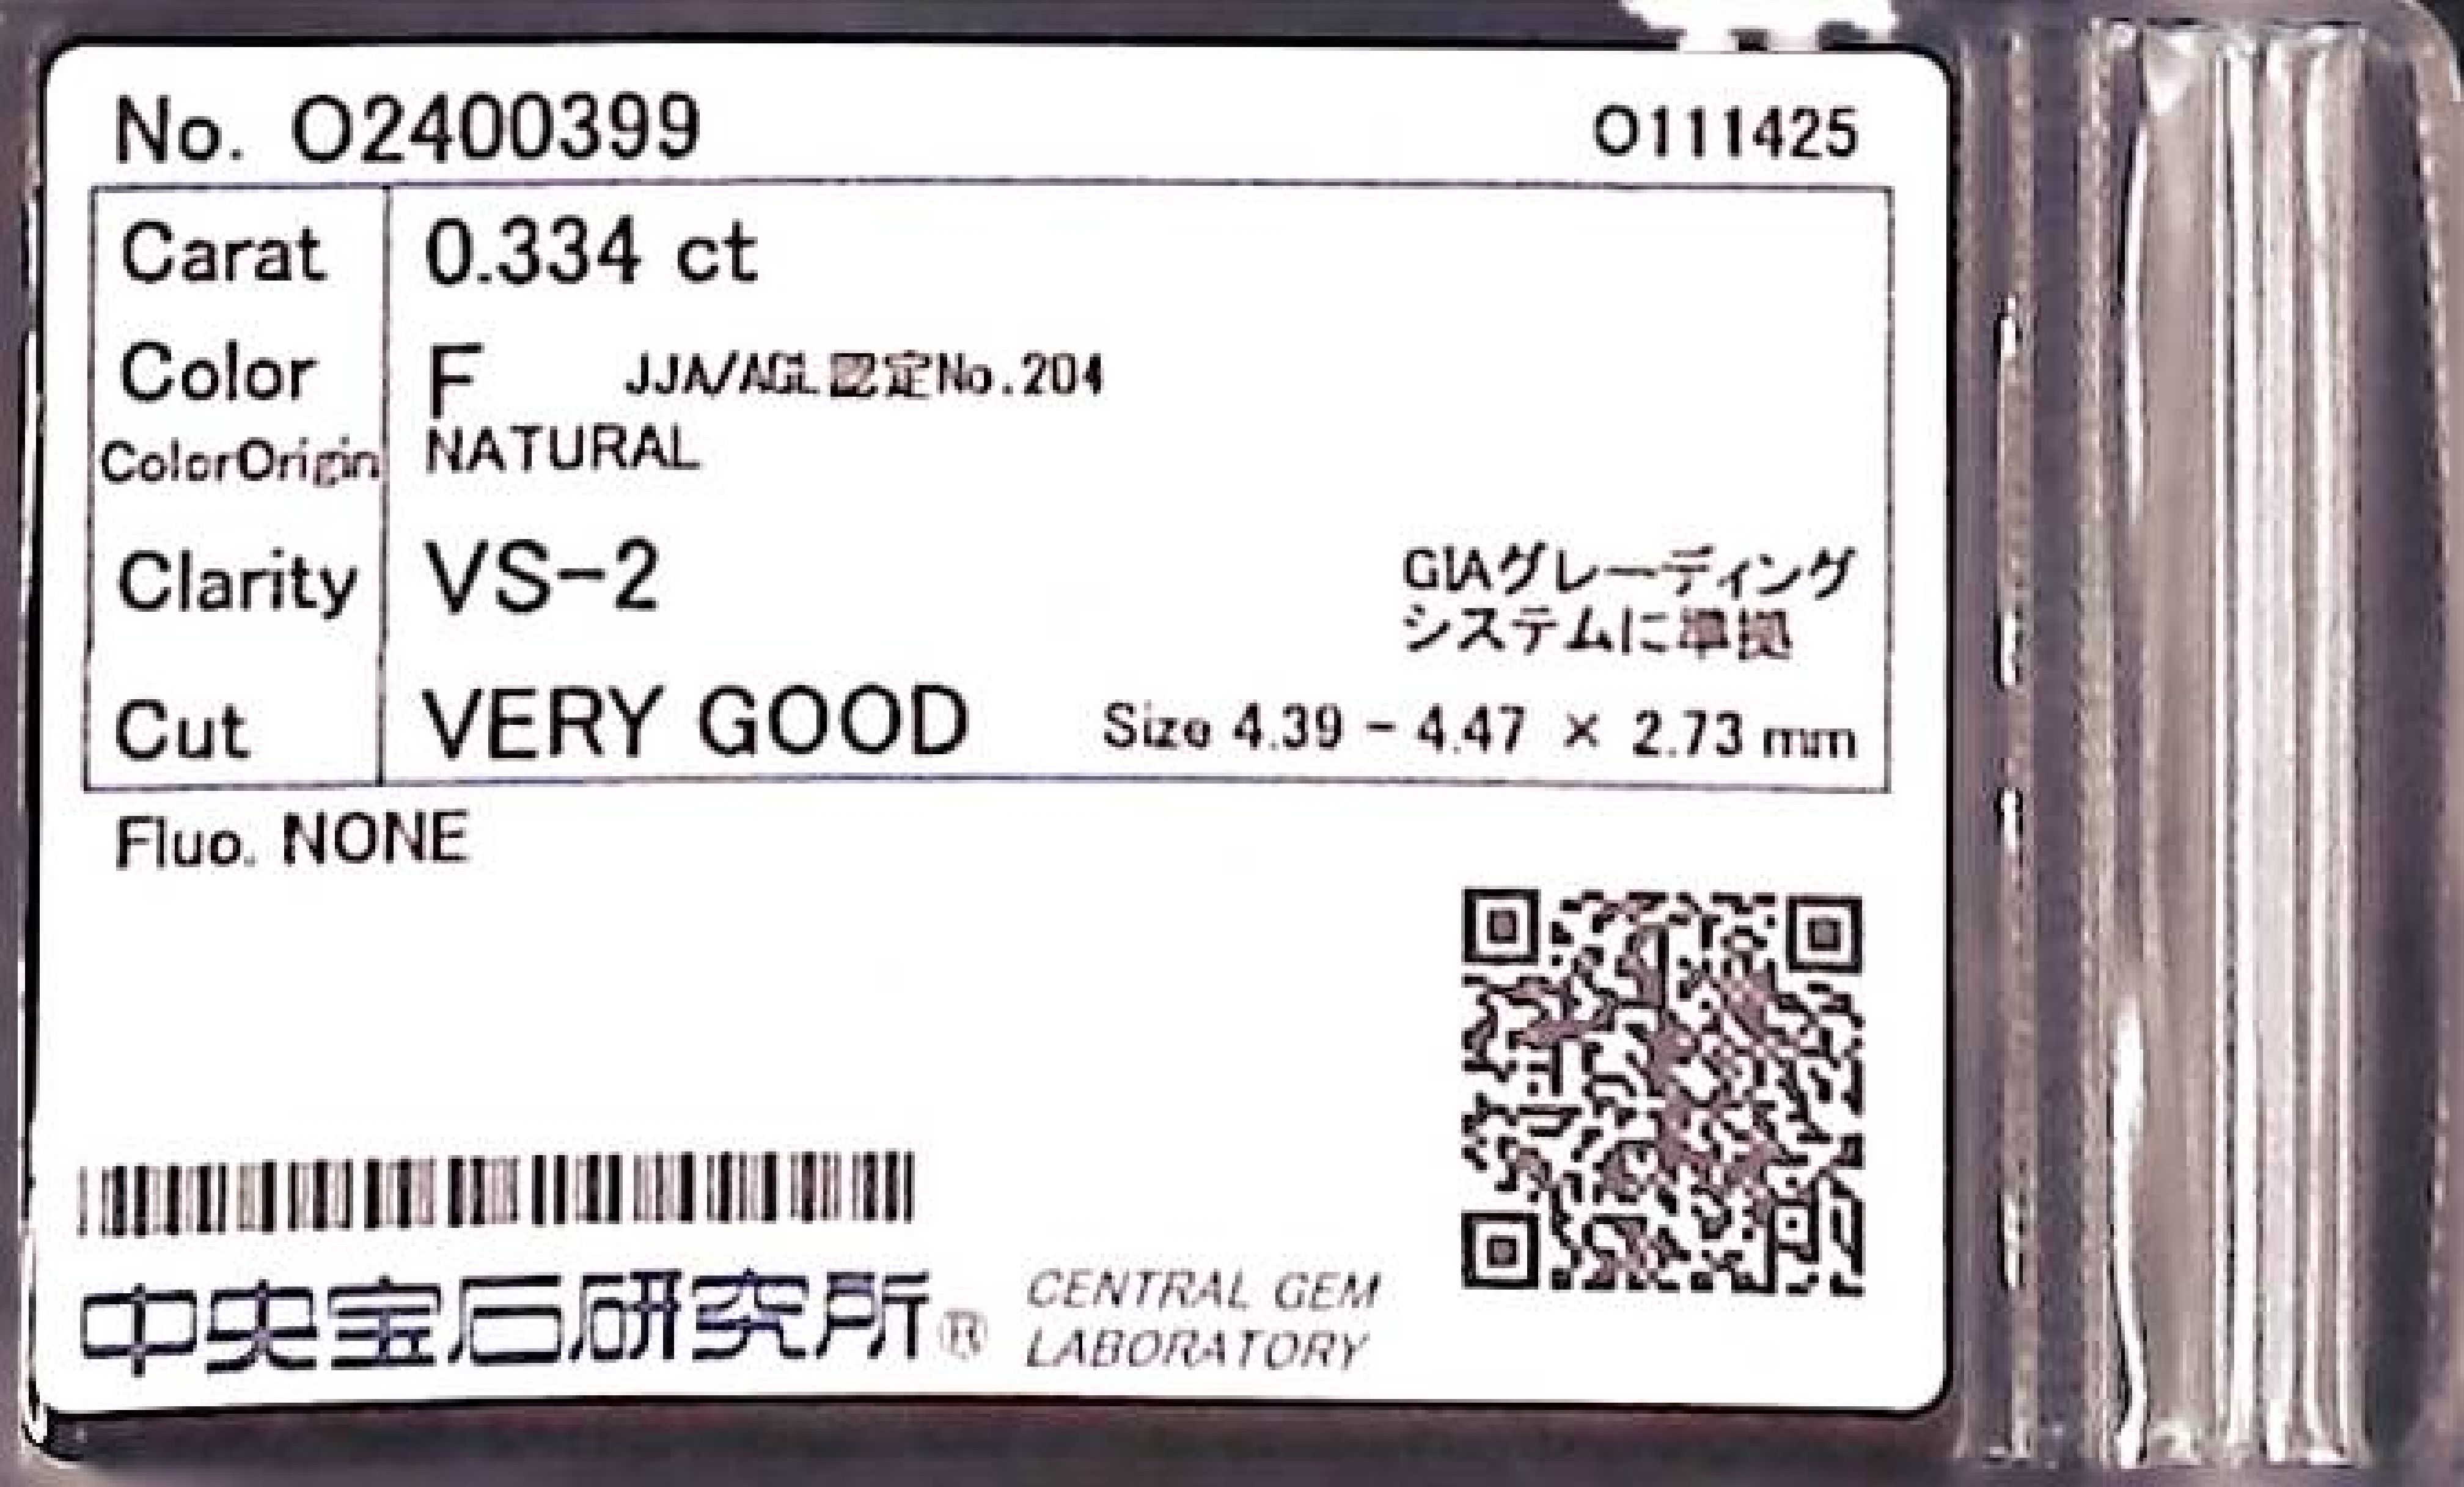 No. O2400399 O111425
Carat 0.334 ct
Color F JJA/AGL認定No.204
ColorOrigin NATURAL
Clarity VS-2 GIAグレーディング
システムに準拠
Cut VERY GOOD Size 4.39 - 4.47 × 2.73 mm
Fluo. NONE
中央宝石研究所® CENTRAL GEM
LABORATORY